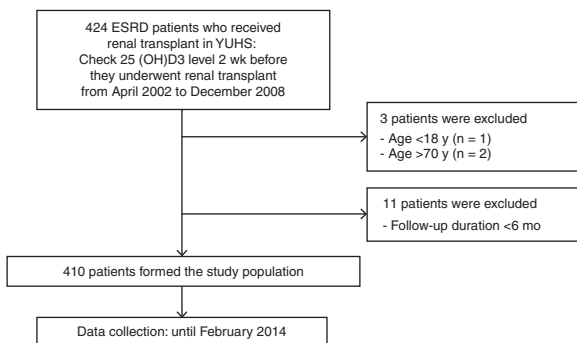 424 ESRD patients who received
renal transplant in YUHS:
Check 25 (OH)D3 level 2 wk before
they underwent renal transplant
from April 2002 to December 2008
3 patients were excluded
- Age <18 y (n = 1)
- Age >70 y (n = 2)
11 patients were excluded
- Follow-up duration <6 mo
410 patients formed the study population
Data collection: until February 2014